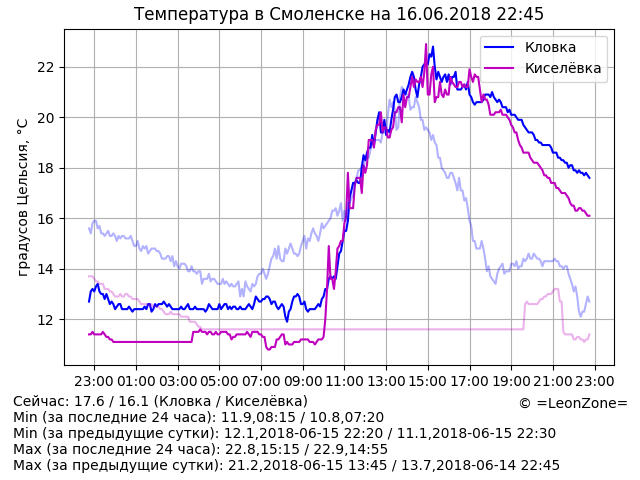 Температура в Смоленске на 16.06.2018 22:45
Кловка
Киселёвка
градусов Цельсия, °C
22
20
18
16
14
12
23:00 01:00 03:00 05:00 07:00 09:00 11:00 13:00 15:00 17:00 19:00 21:00 23:00
Сейчас: 17.6 / 16.1 (Кловка / Киселёвка)
© =LeonZone=
Min (за последние 24 часа): 11.9,08:15 / 10.8,07:20
Min (за предыдущие сутки): 12.1,2018-06-15 22:20 / 11.1,2018-06-15 22:30
Max (за последние 24 часа): 22.8,15:15 / 22.9,14:55
Max (за предыдущие сутки): 21.2,2018-06-15 13:45 / 13.7,2018-06-14 22:45